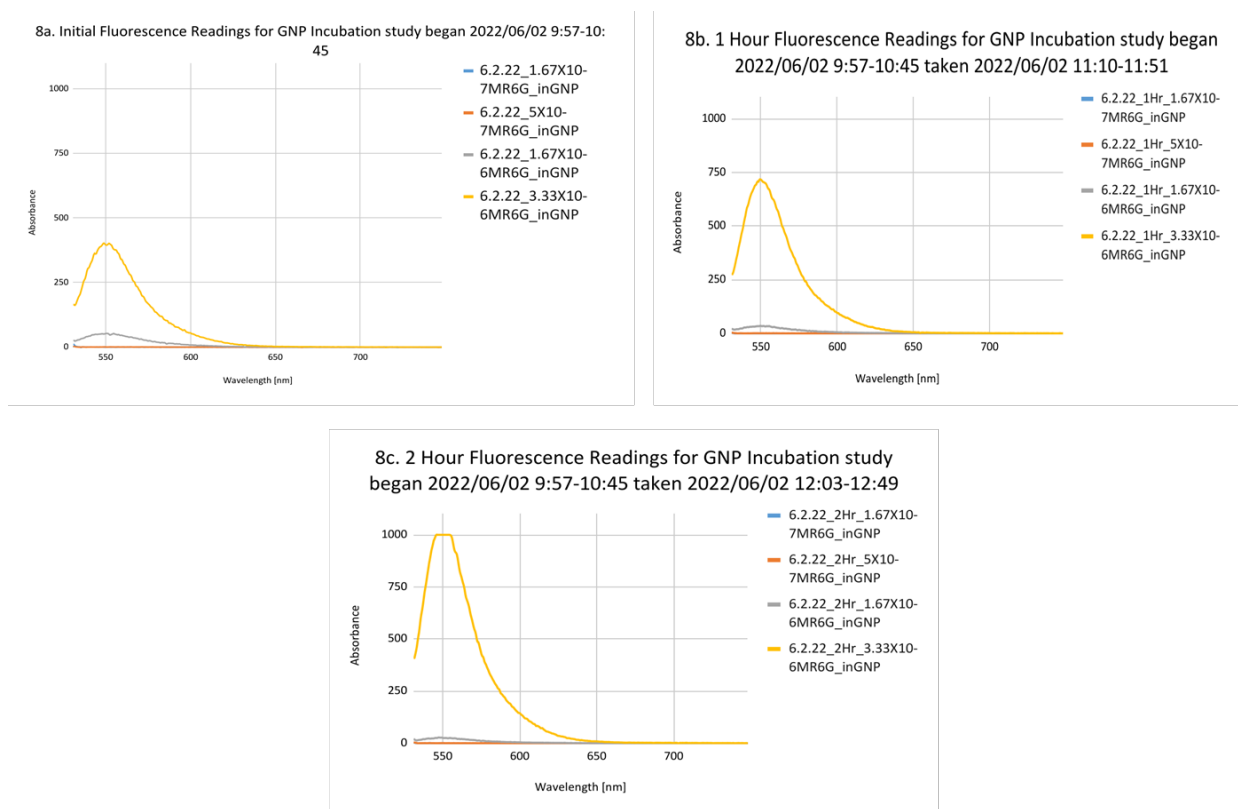 8a. Initial Fluorescence Readings for GNP Incubation study began 2022/06/02 9:57-10:
45
1000
750
500
250
0
Absorbance
550
600
650
700
Wavelength [nm]
6.2.22_1.67X10-
7MR6G_inGNP
6.2.22_5X10-
7MR6G_inGNP
6.2.22_1.67X10-
6MR6G_inGNP
6.2.22_3.33X10-
6MR6G_inGNP
8b. 1 Hour Fluorescence Readings for GNP Incubation study began
2022/06/02 9:57-10:45 taken 2022/06/02 11:10-11:51
1000
750
500
250
0
Absorbance
550
600
650
700
Wavelength [nm]
6.2.22_1Hr_1.67X10-
7MR6G_inGNP
6.2.22_1Hr_5X10-
7MR6G_inGNP
6.2.22_1Hr_1.67X10-
6MR6G_inGNP
6.2.22_1Hr_3.33X10-
6MR6G_inGNP
8c. 2 Hour Fluorescence Readings for GNP Incubation study
began 2022/06/02 9:57-10:45 taken 2022/06/02 12:03-12:49
1000
750
500
250
0
Absorbance
550
600
650
700
Wavelength [nm]
6.2.22_2Hr_1.67X10-
7MR6G_inGNP
6.2.22_2Hr_5X10-
7MR6G_inGNP
6.2.22_2Hr_1.67X10-
6MR6G_inGNP
6.2.22_2Hr_3.33X10-
6MR6G_inGNP